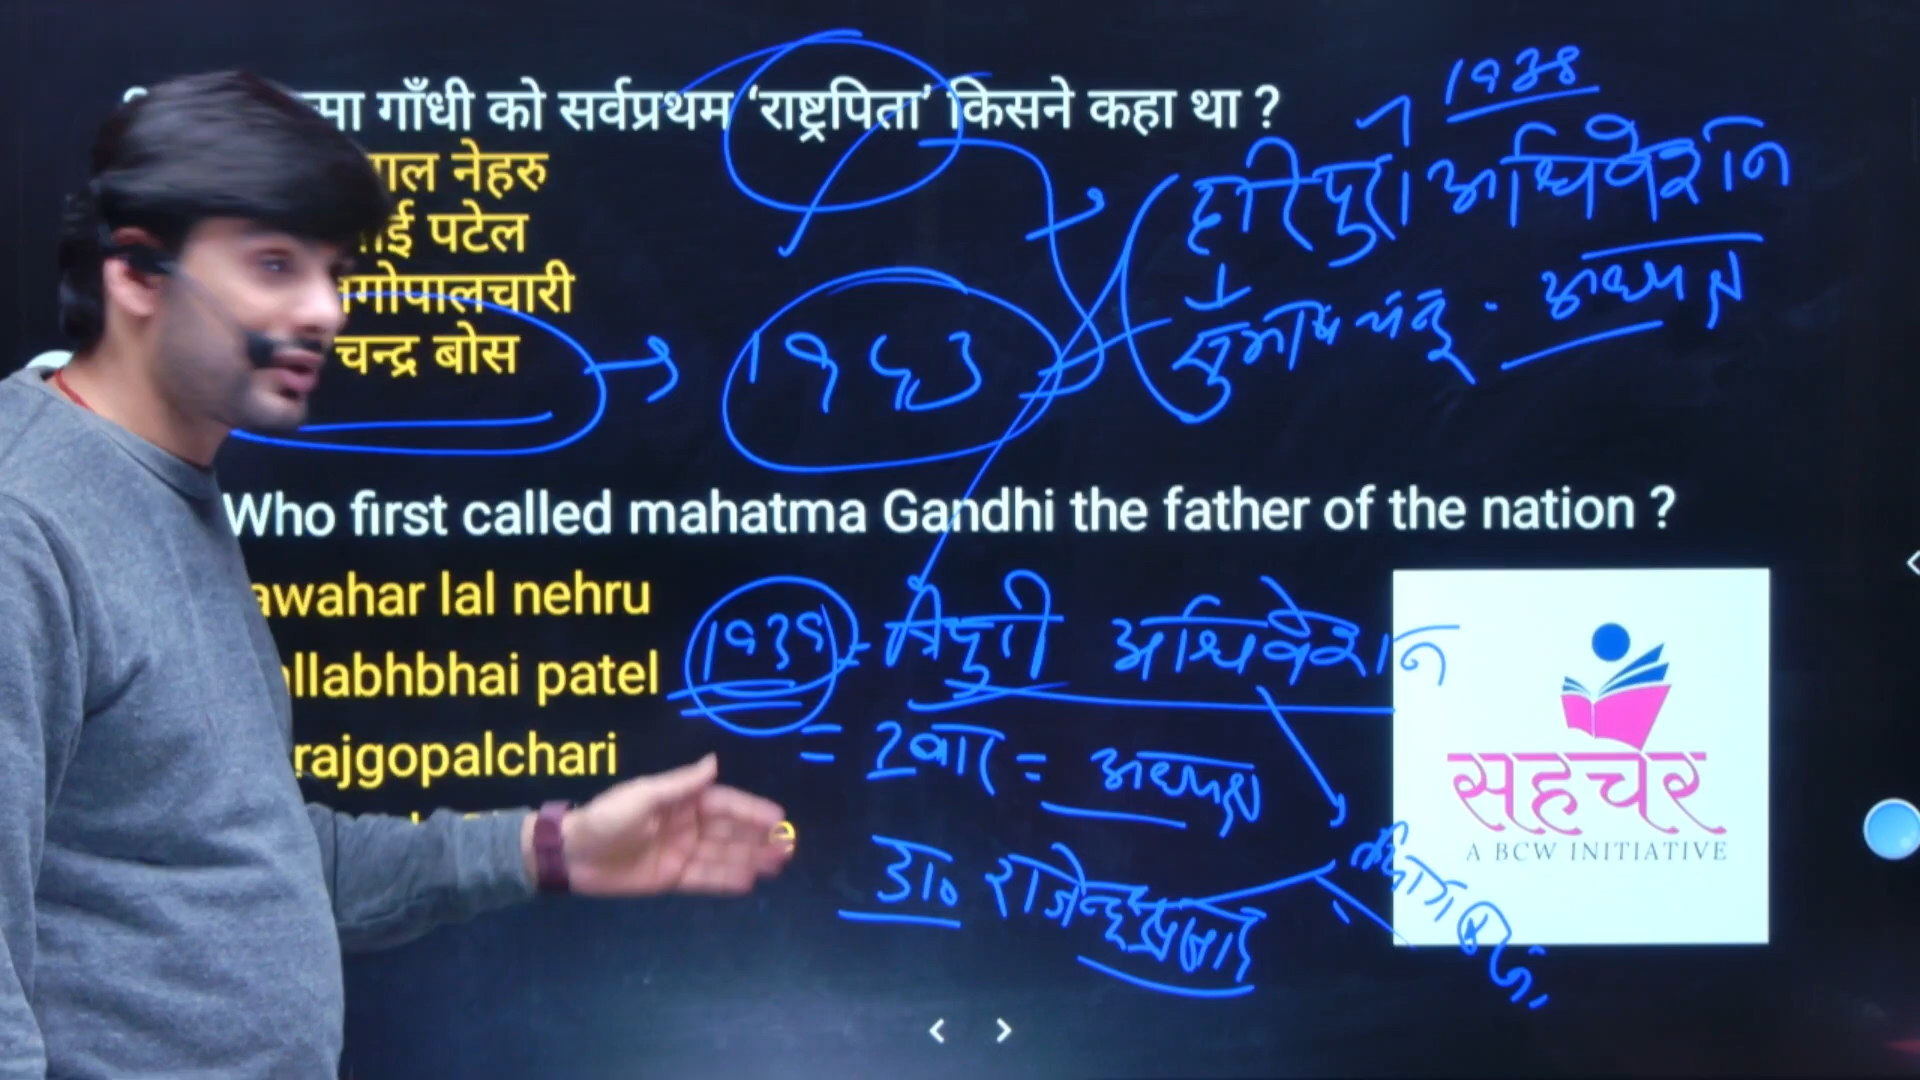 गाँधी को सर्वप्रथम ‘राष्ट्रपिता’ किसने कहा था ?
नेहरु
पटेल
गोपालचारी
चन्द्र बोस
1938
हरिपुरा अधिवेशन
सुभाष चंद्र - अध्यक्ष
Who first called mahatma Gandhi the father of the nation ?
awahar lal nehru
allabhbhai patel
rajgopalchari
1939 = त्रिपुरी अधिवेशन
= 2 बार = अध्यक्ष
डा० राजेन्द्र प्रसाद
सहचर
A BCW INITIATIVE